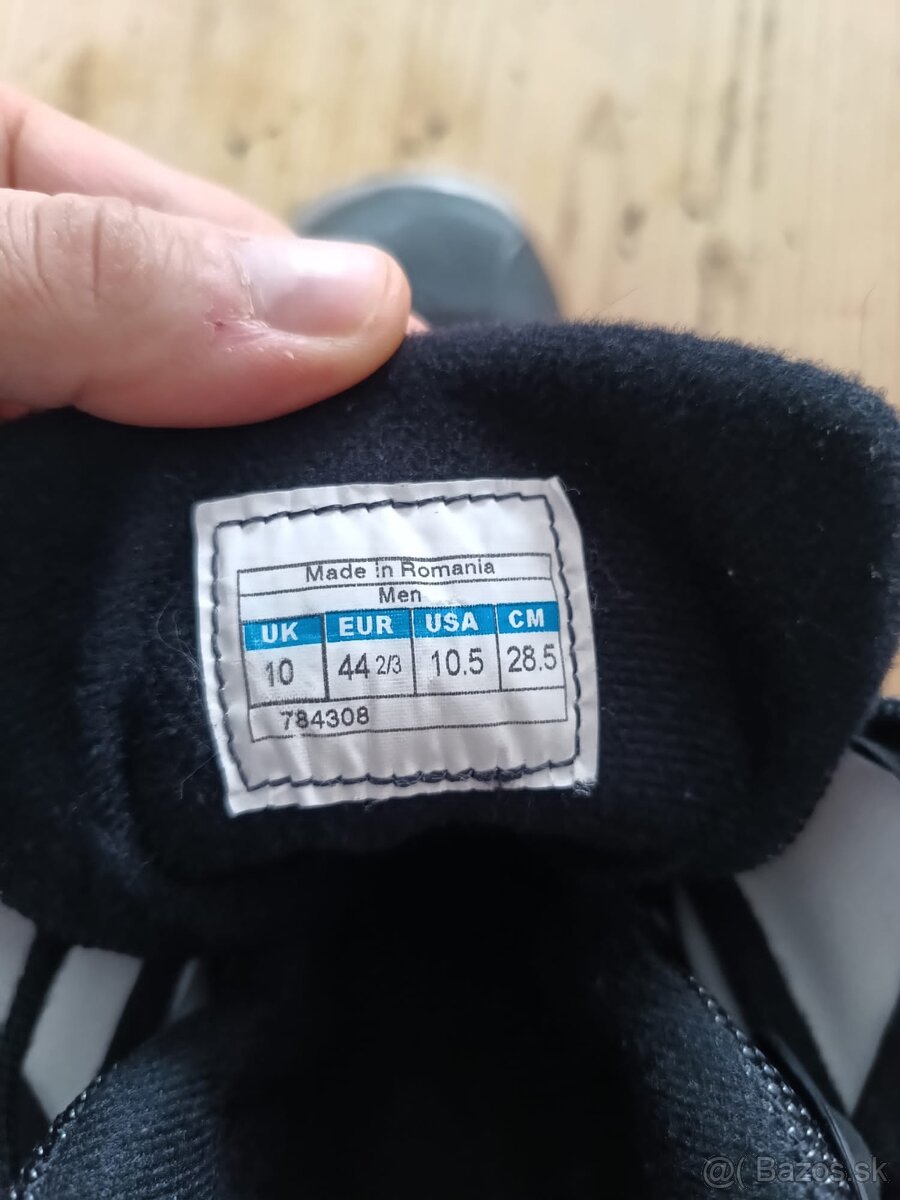 Made in Romania
Men
UK EUR USA CM
10 44 2/3 10.5 28.5
784308
@( Bazos.sk